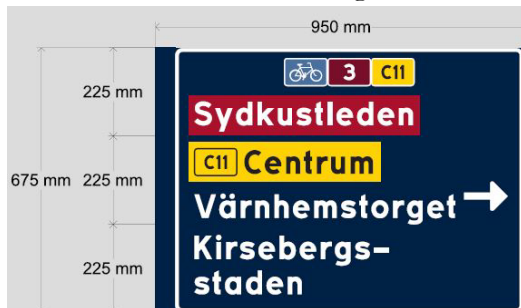 950 mm
3 C11
225 mm
Sydkustleden
C11 Centrum
675 mm 225 mm
Värnhemstorget
Kirsebergs-
225 mm
staden